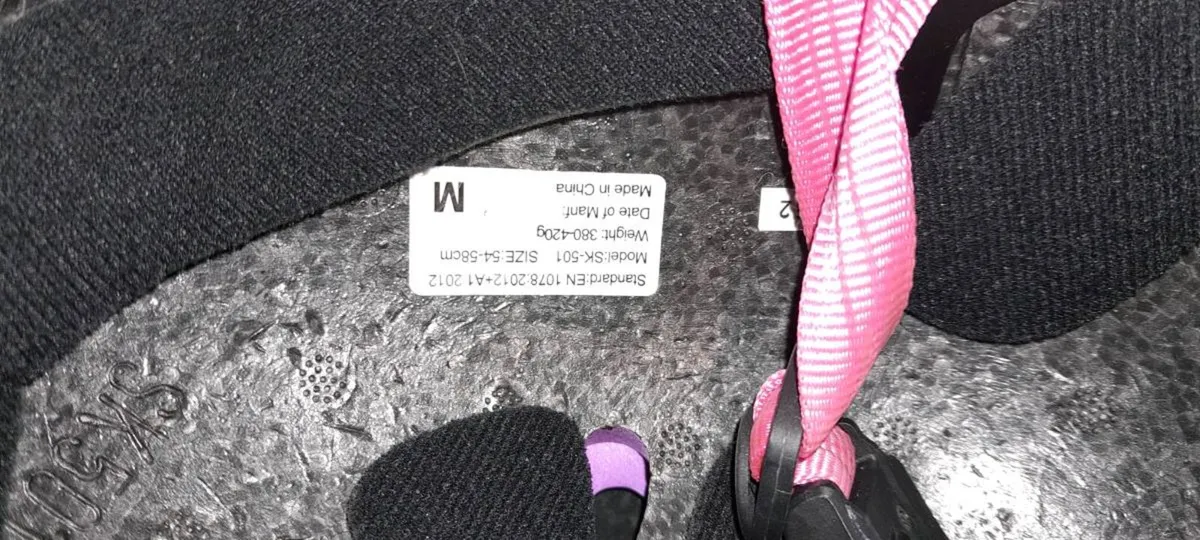 Standard:EN 1078:2012+A1 2012
Model:SK-501 SIZE:54-58cm
Weight: 380-420g
Date of Manf:
Made in China
M
SK501